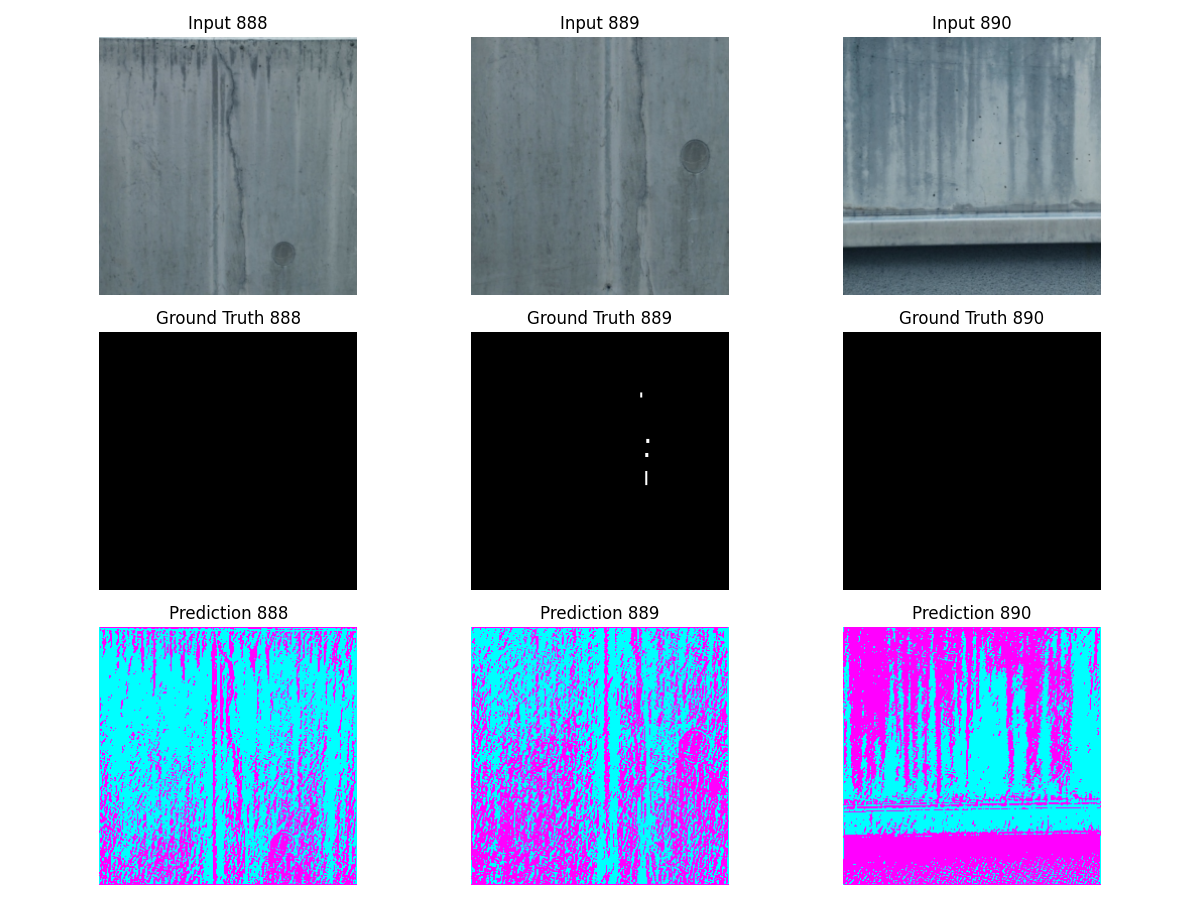 Input 888
Input 889
Input 890
Ground Truth 888
Ground Truth 889
Ground Truth 890
Prediction 888
Prediction 889
Prediction 890